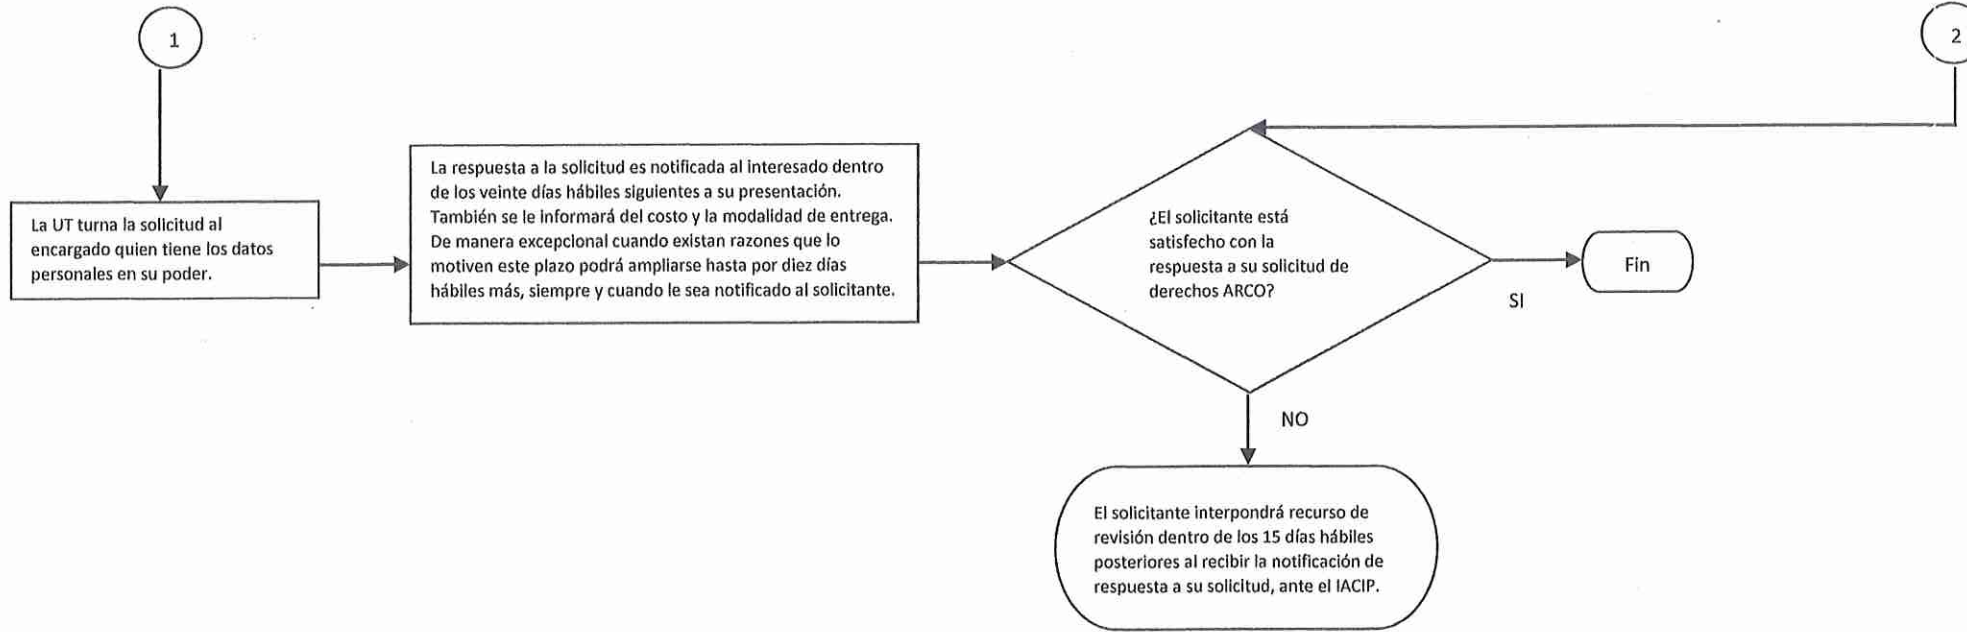 1
2
La UT turna la solicitud al
encargado quien tiene los datos
personales en su poder.
La respuesta a la solicitud es notificada al interesado dentro
de los veinte días hábiles siguientes a su presentación.
También se le informará del costo y la modalidad de entrega.
De manera excepcional cuando existan razones que lo
motiven este plazo podrá ampliarse hasta por diez días
hábiles más, siempre y cuando le sea notificado al solicitante.
¿El solicitante está
satisfecho con la
respuesta a su solicitud de
derechos ARCO?
SI
Fin
NO
El solicitante interpondrá recurso de
revisión dentro de los 15 días hábiles
posteriores al recibir la notificación de
respuesta a su solicitud, ante el IACIP.